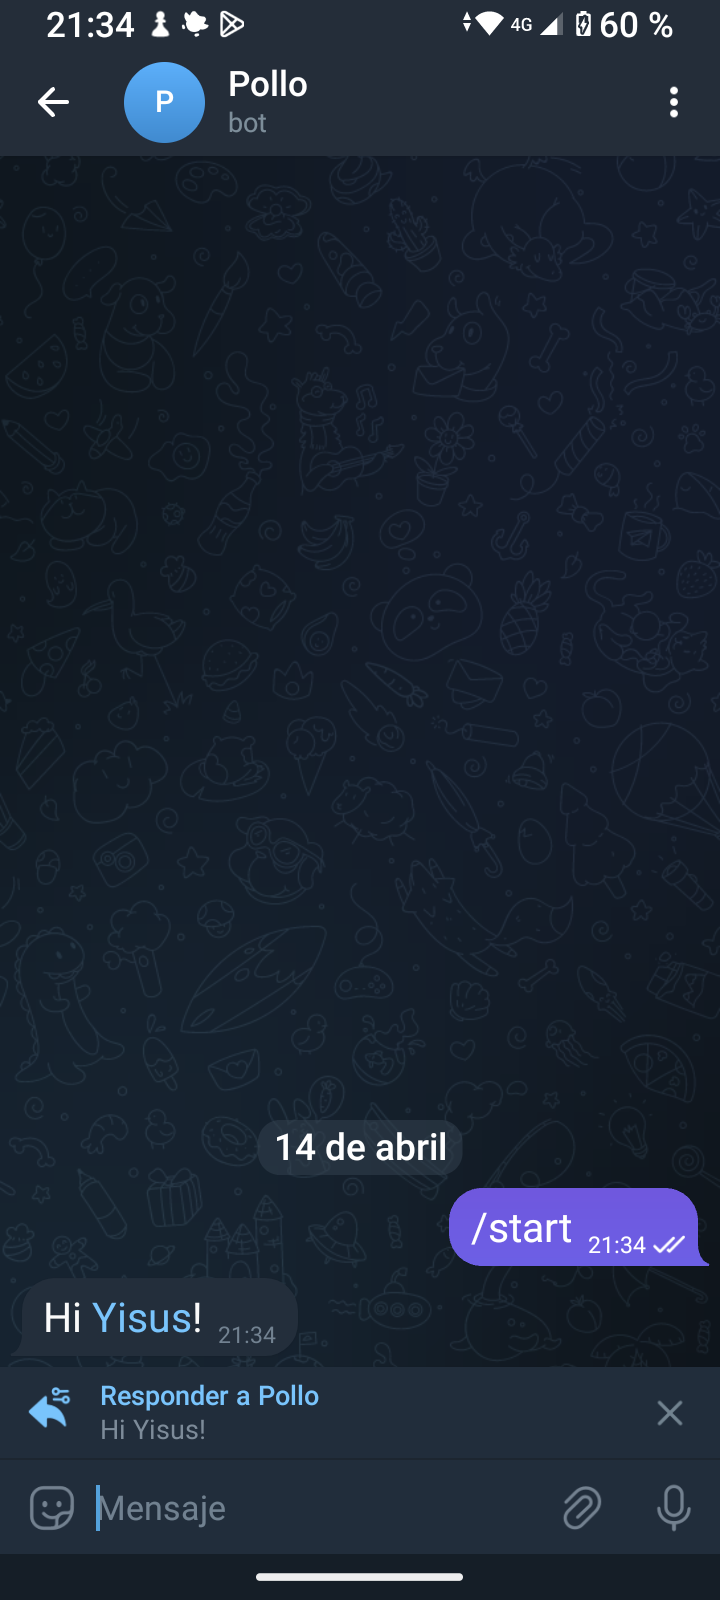 21:34 4G 60 %
P
Pollo
bot
14 de abril
/start 21:34
Hi Yisus! 21:34
Responder a Pollo
Hi Yisus!
Mensaje